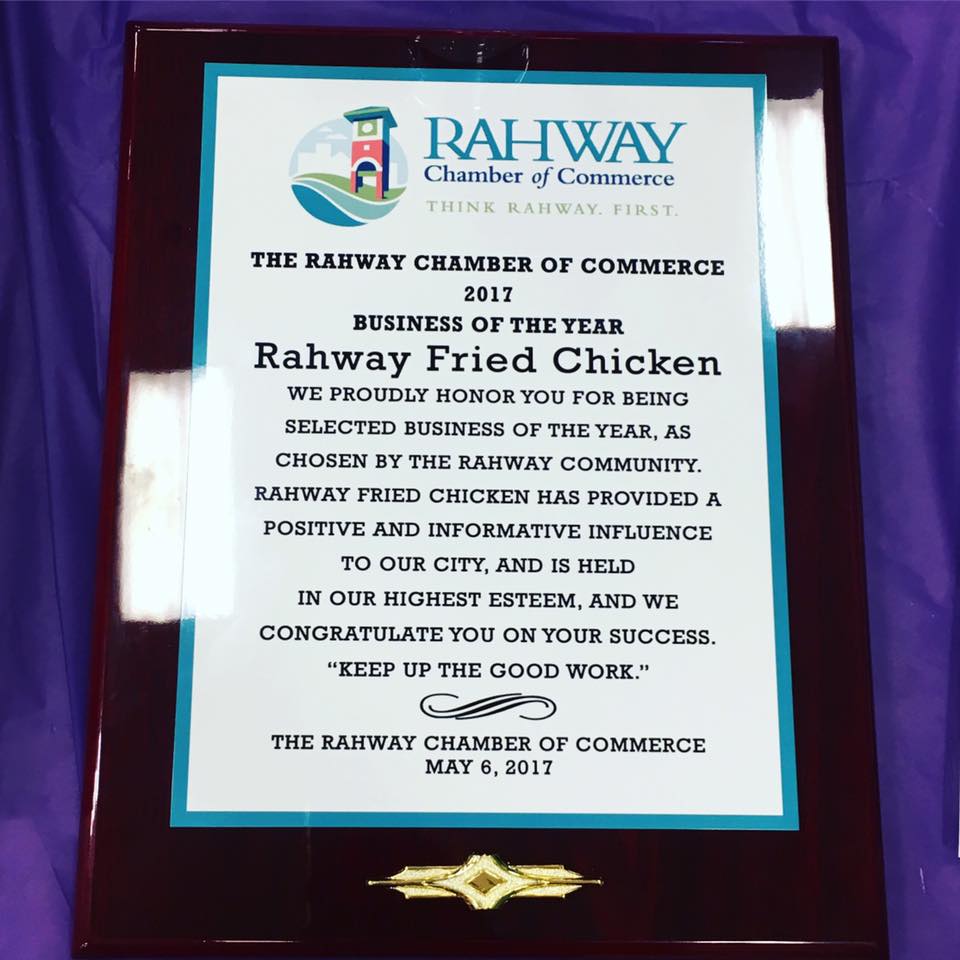 RAHWAY
Chamber of Commerce
THINK RAHWAY. FIRST.
THE RAHWAY CHAMBER OF COMMERCE
2017
BUSINESS OF THE YEAR
Rahway Fried Chicken
WE PROUDLY HONOR YOU FOR BEING
SELECTED BUSINESS OF THE YEAR, AS
CHOSEN BY THE RAHWAY COMMUNITY.
RAHWAY FRIED CHICKEN HAS PROVIDED A
POSITIVE AND INFORMATIVE INFLUENCE
TO OUR CITY, AND IS HELD
IN OUR HIGHEST ESTEEM, AND WE
CONGRATULATE YOU ON YOUR SUCCESS.
“KEEP UP THE GOOD WORK.”
THE RAHWAY CHAMBER OF COMMERCE
MAY 6, 2017